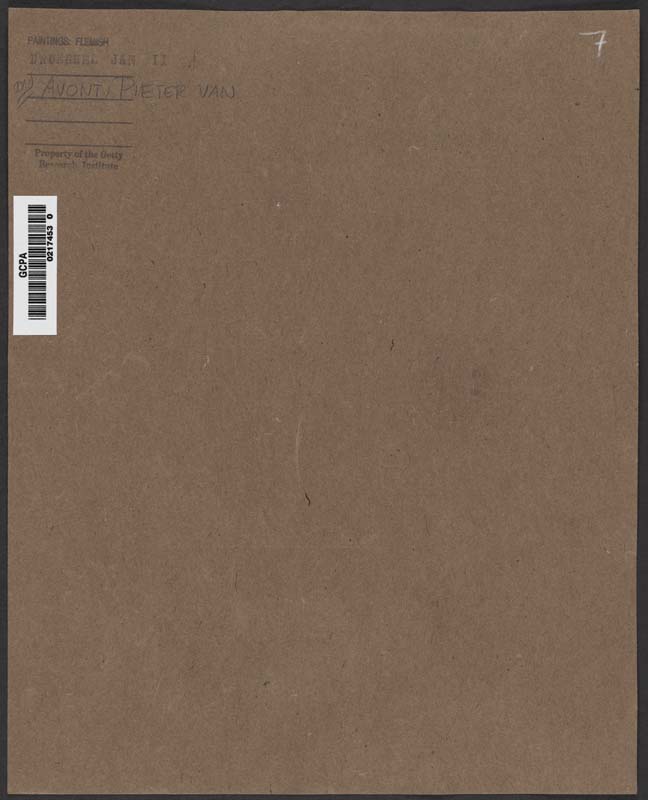 PAINTINGS: FLEMISH
BRUEGHEL JAN II
AVONT, PIETER VAN
Property of the Getty
Research Institute
GCPA
0217453 0
7